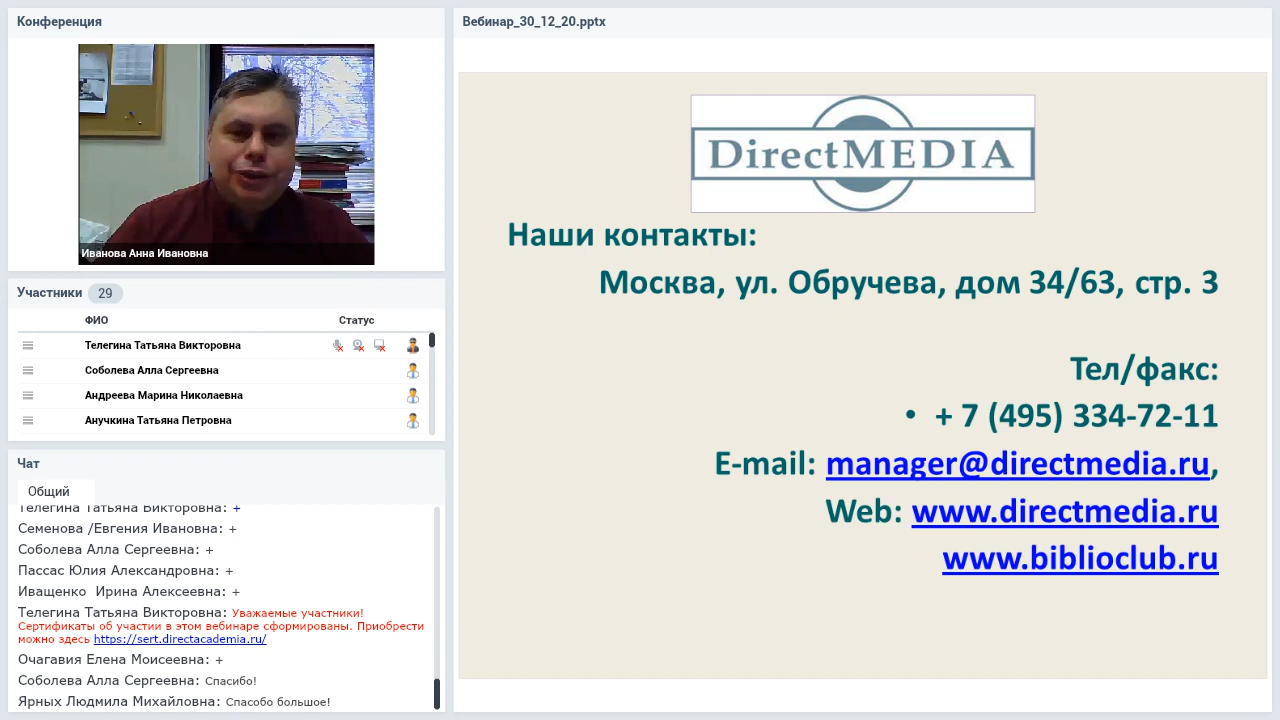 Конференция
Иванова Анна Ивановна
Участники 29
ФИО Статус
Телегина Татьяна Викторовна
Соболева Алла Сергеевна
Андреева Марина Николаевна
Анучкина Татьяна Петровна
Чат
Общий
Телегина Татьяна Викторовна: +
Семенова /Евгения Ивановна: +
Соболева Алла Сергеевна: +
Пассас Юлия Александровна: +
Иващенко  Ирина Алексеевна: +
Телегина Татьяна Викторовна: Уважаемые участники!
Сертификаты об участии в этом вебинаре сформированы. Приобрести
можно здесь https://sert.directacademia.ru/
Очагавия Елена Моисеевна: +
Соболева Алла Сергеевна: Спасибо!
Ярных Людмила Михайловна: Спасобо большое!
Вебинар_30_12_20.pptx
DirectMEDIA
Наши контакты:
Москва, ул. Обручева, дом 34/63, стр. 3
Тел/факс:
• + 7 (495) 334-72-11
E-mail: manager@directmedia.ru,
Web: www.directmedia.ru
www.biblioclub.ru